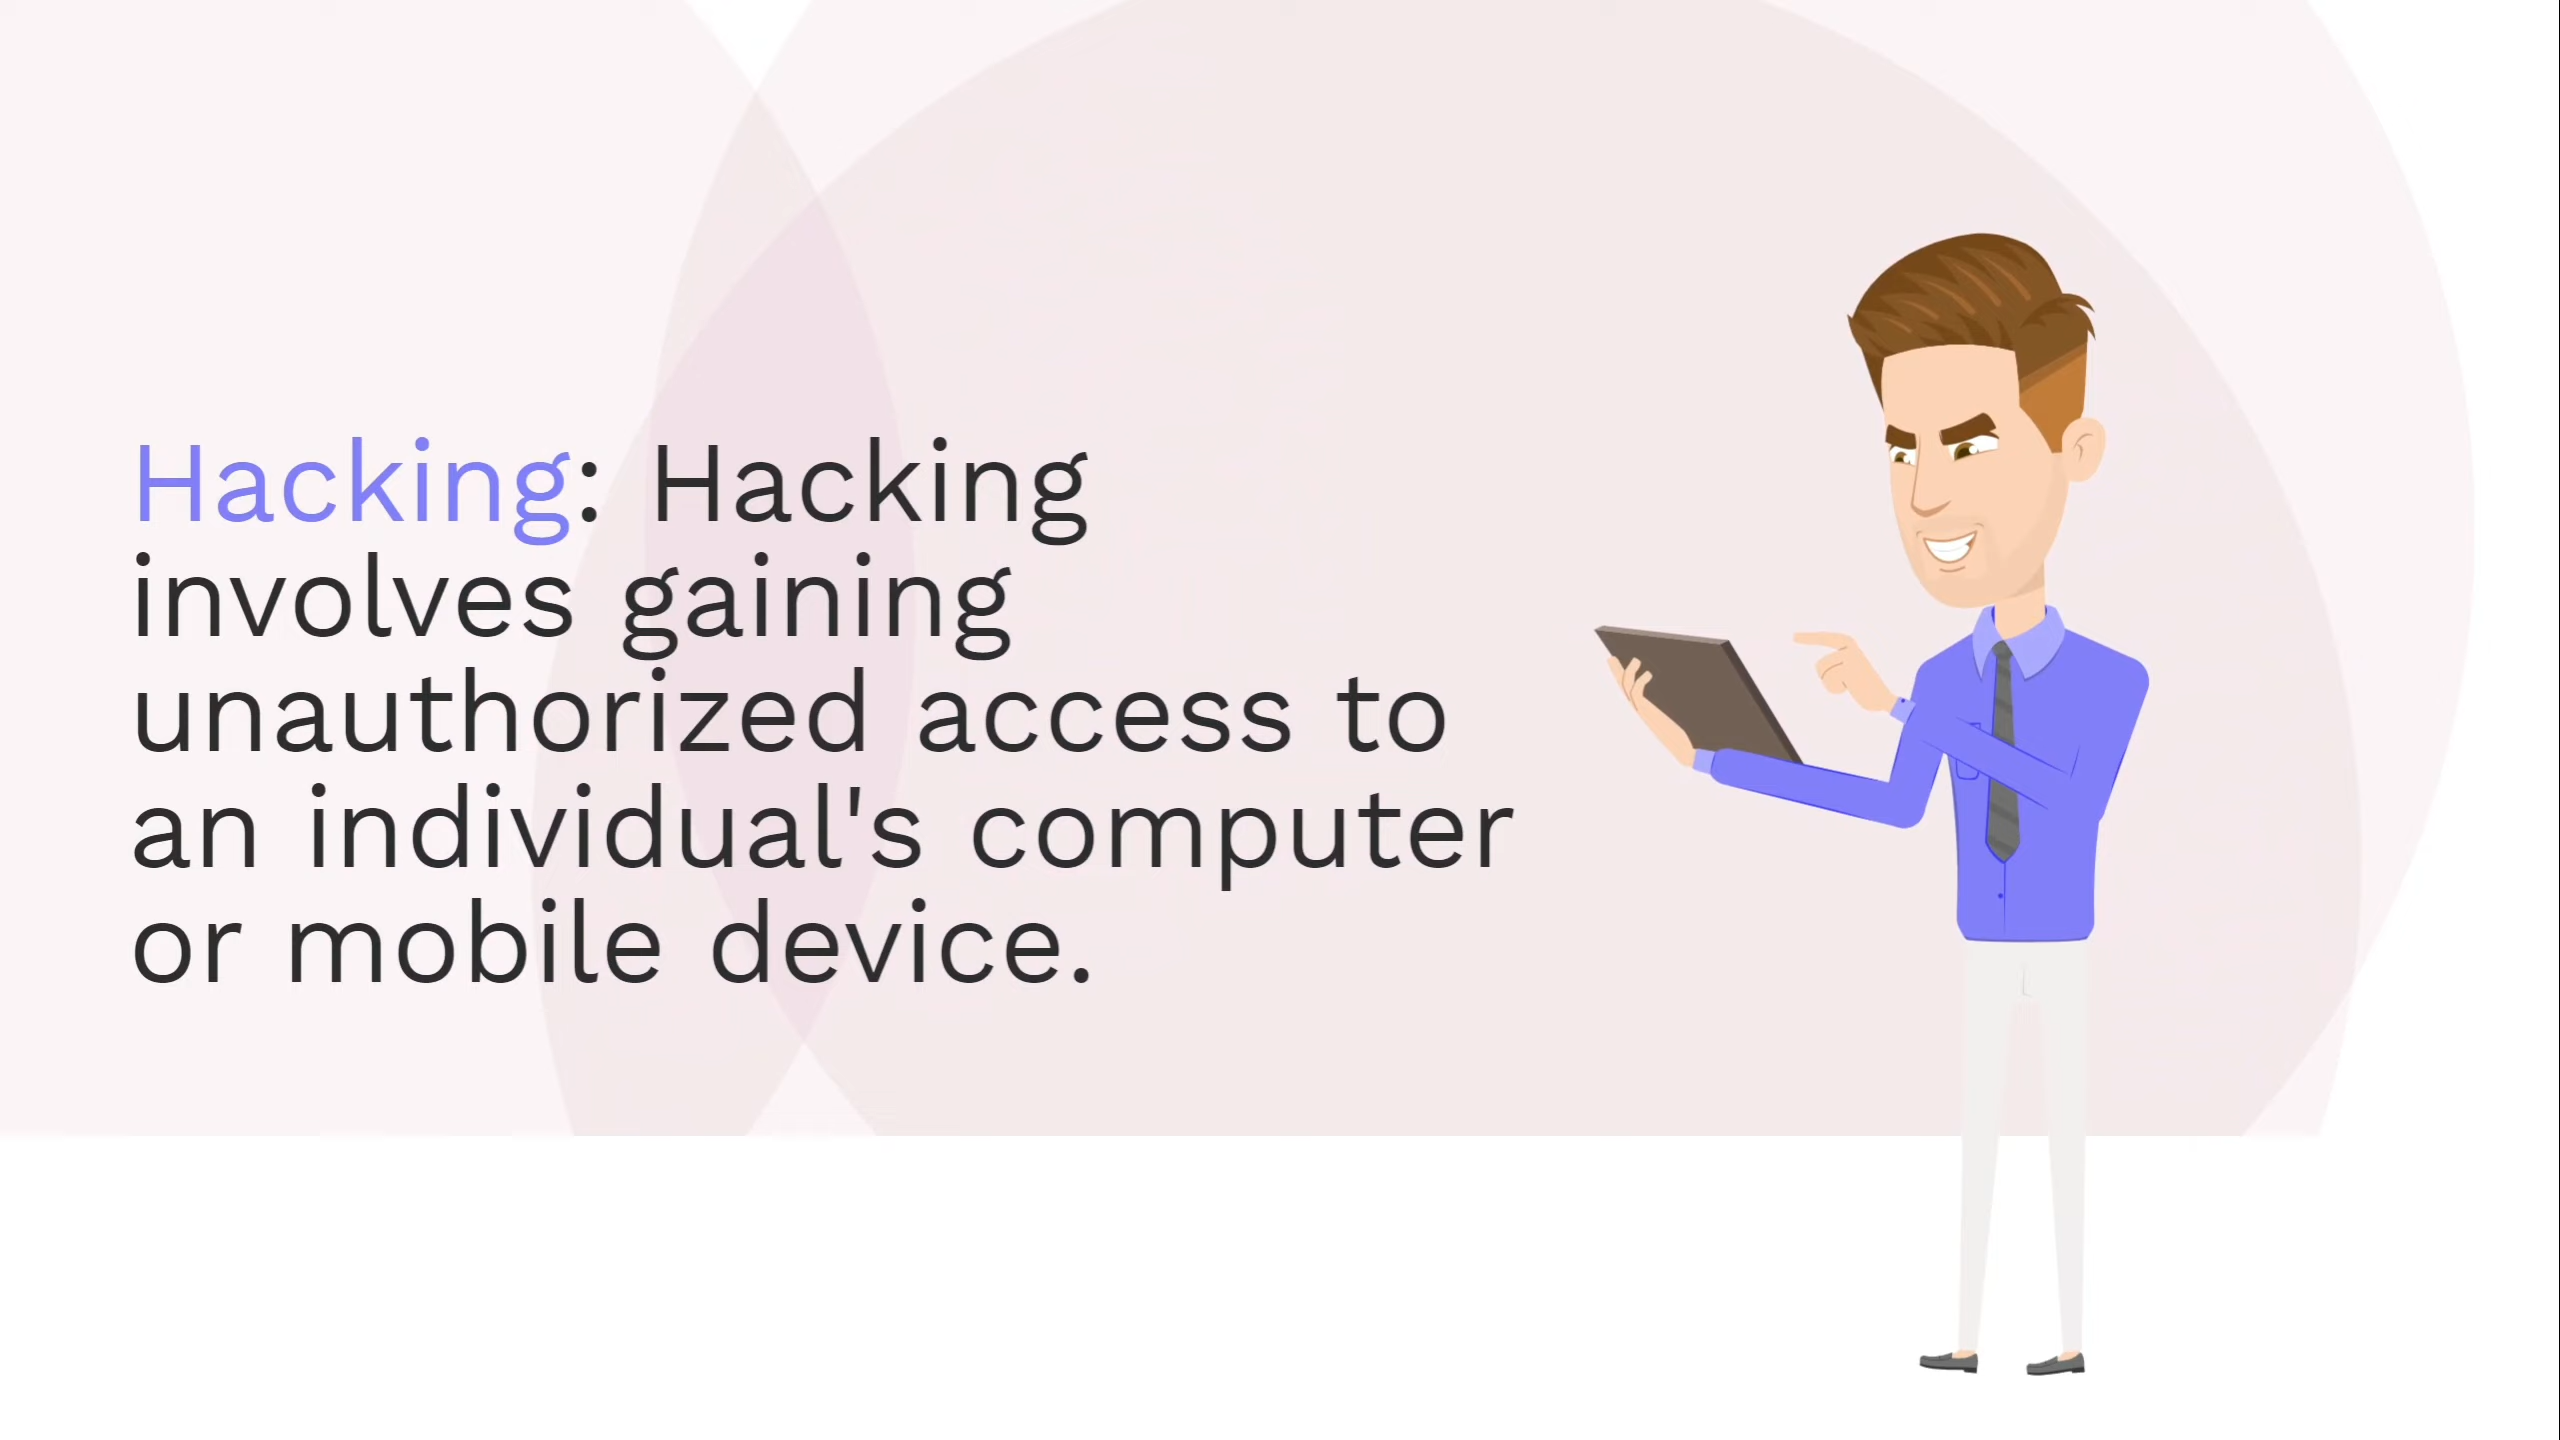 Hacking: Hacking
involves gaining
unauthorized access to
an individual's computer
or mobile device.